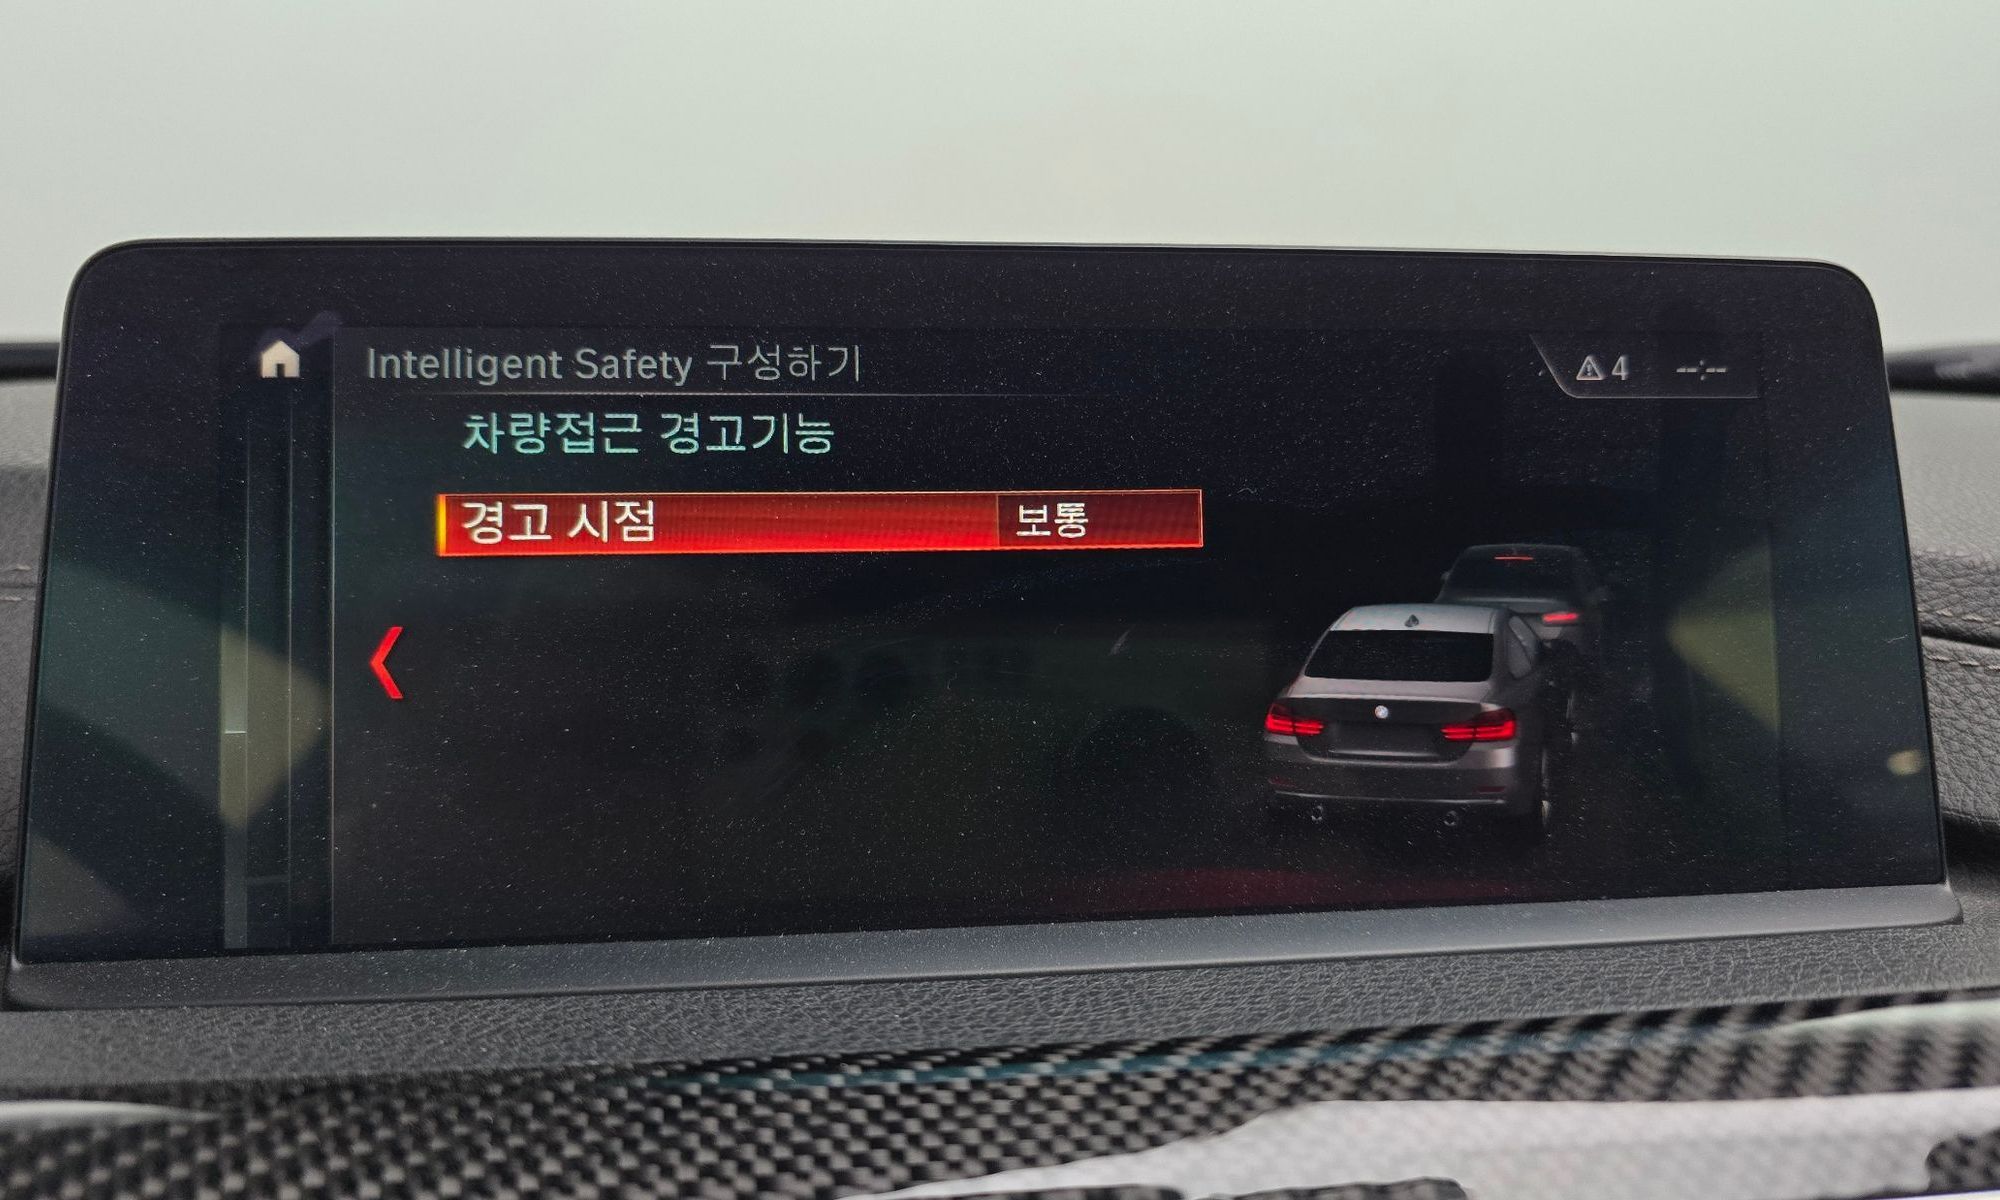 Intelligent Safety 구성하기
4 --:--
차량접근 경고기능
경고 시점 보통